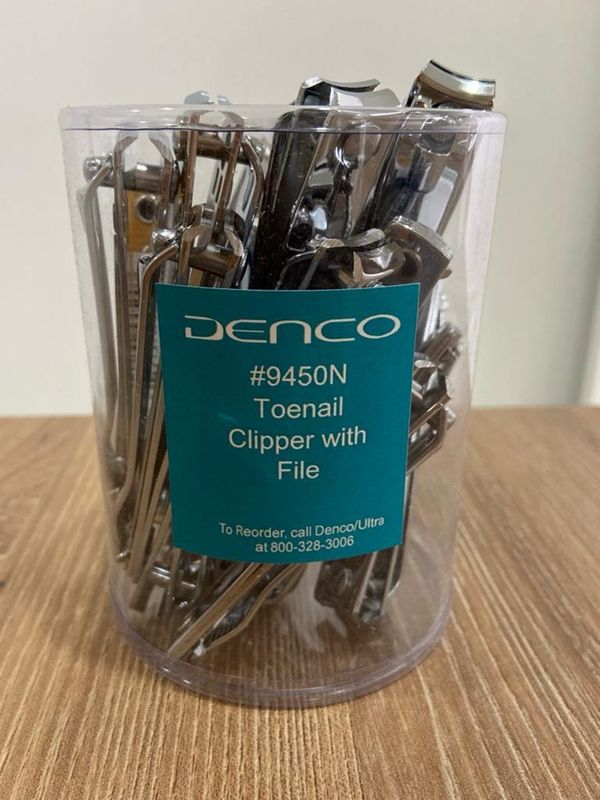 DENCO
#9450N
Toenail
Clipper with
File
To Reorder, call Denco/Ultra
at 800-328-3006